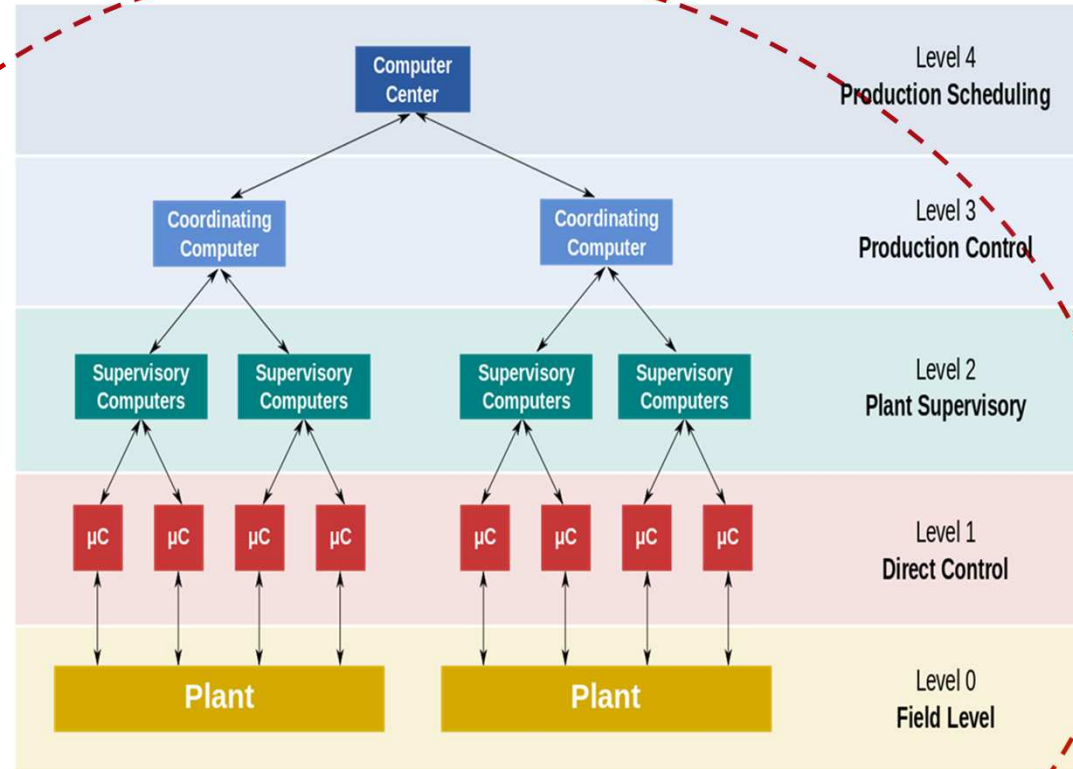 Computer
Center
Level 4
Production Scheduling
Coordinating
Computer
Coordinating
Computer
Level 3
Production Control
Supervisory
Computers
Supervisory
Computers
Supervisory
Computers
Supervisory
Computers
Level 2
Plant Supervisory
µC
µC
µC
µC
µC
µC
µC
µC
Level 1
Direct Control
Plant
Plant
Level 0
Field Level